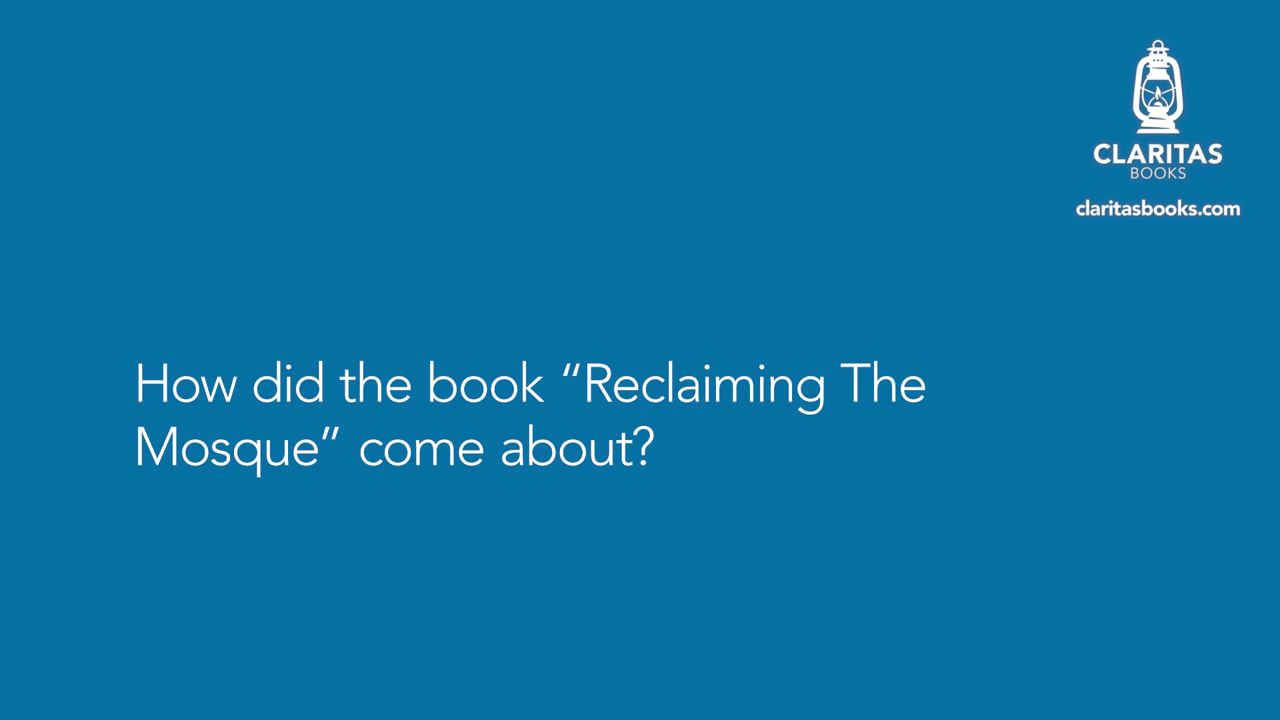 CLARITAS
BOOKS
claritasbooks.com
How did the book “Reclaiming The
Mosque” come about?